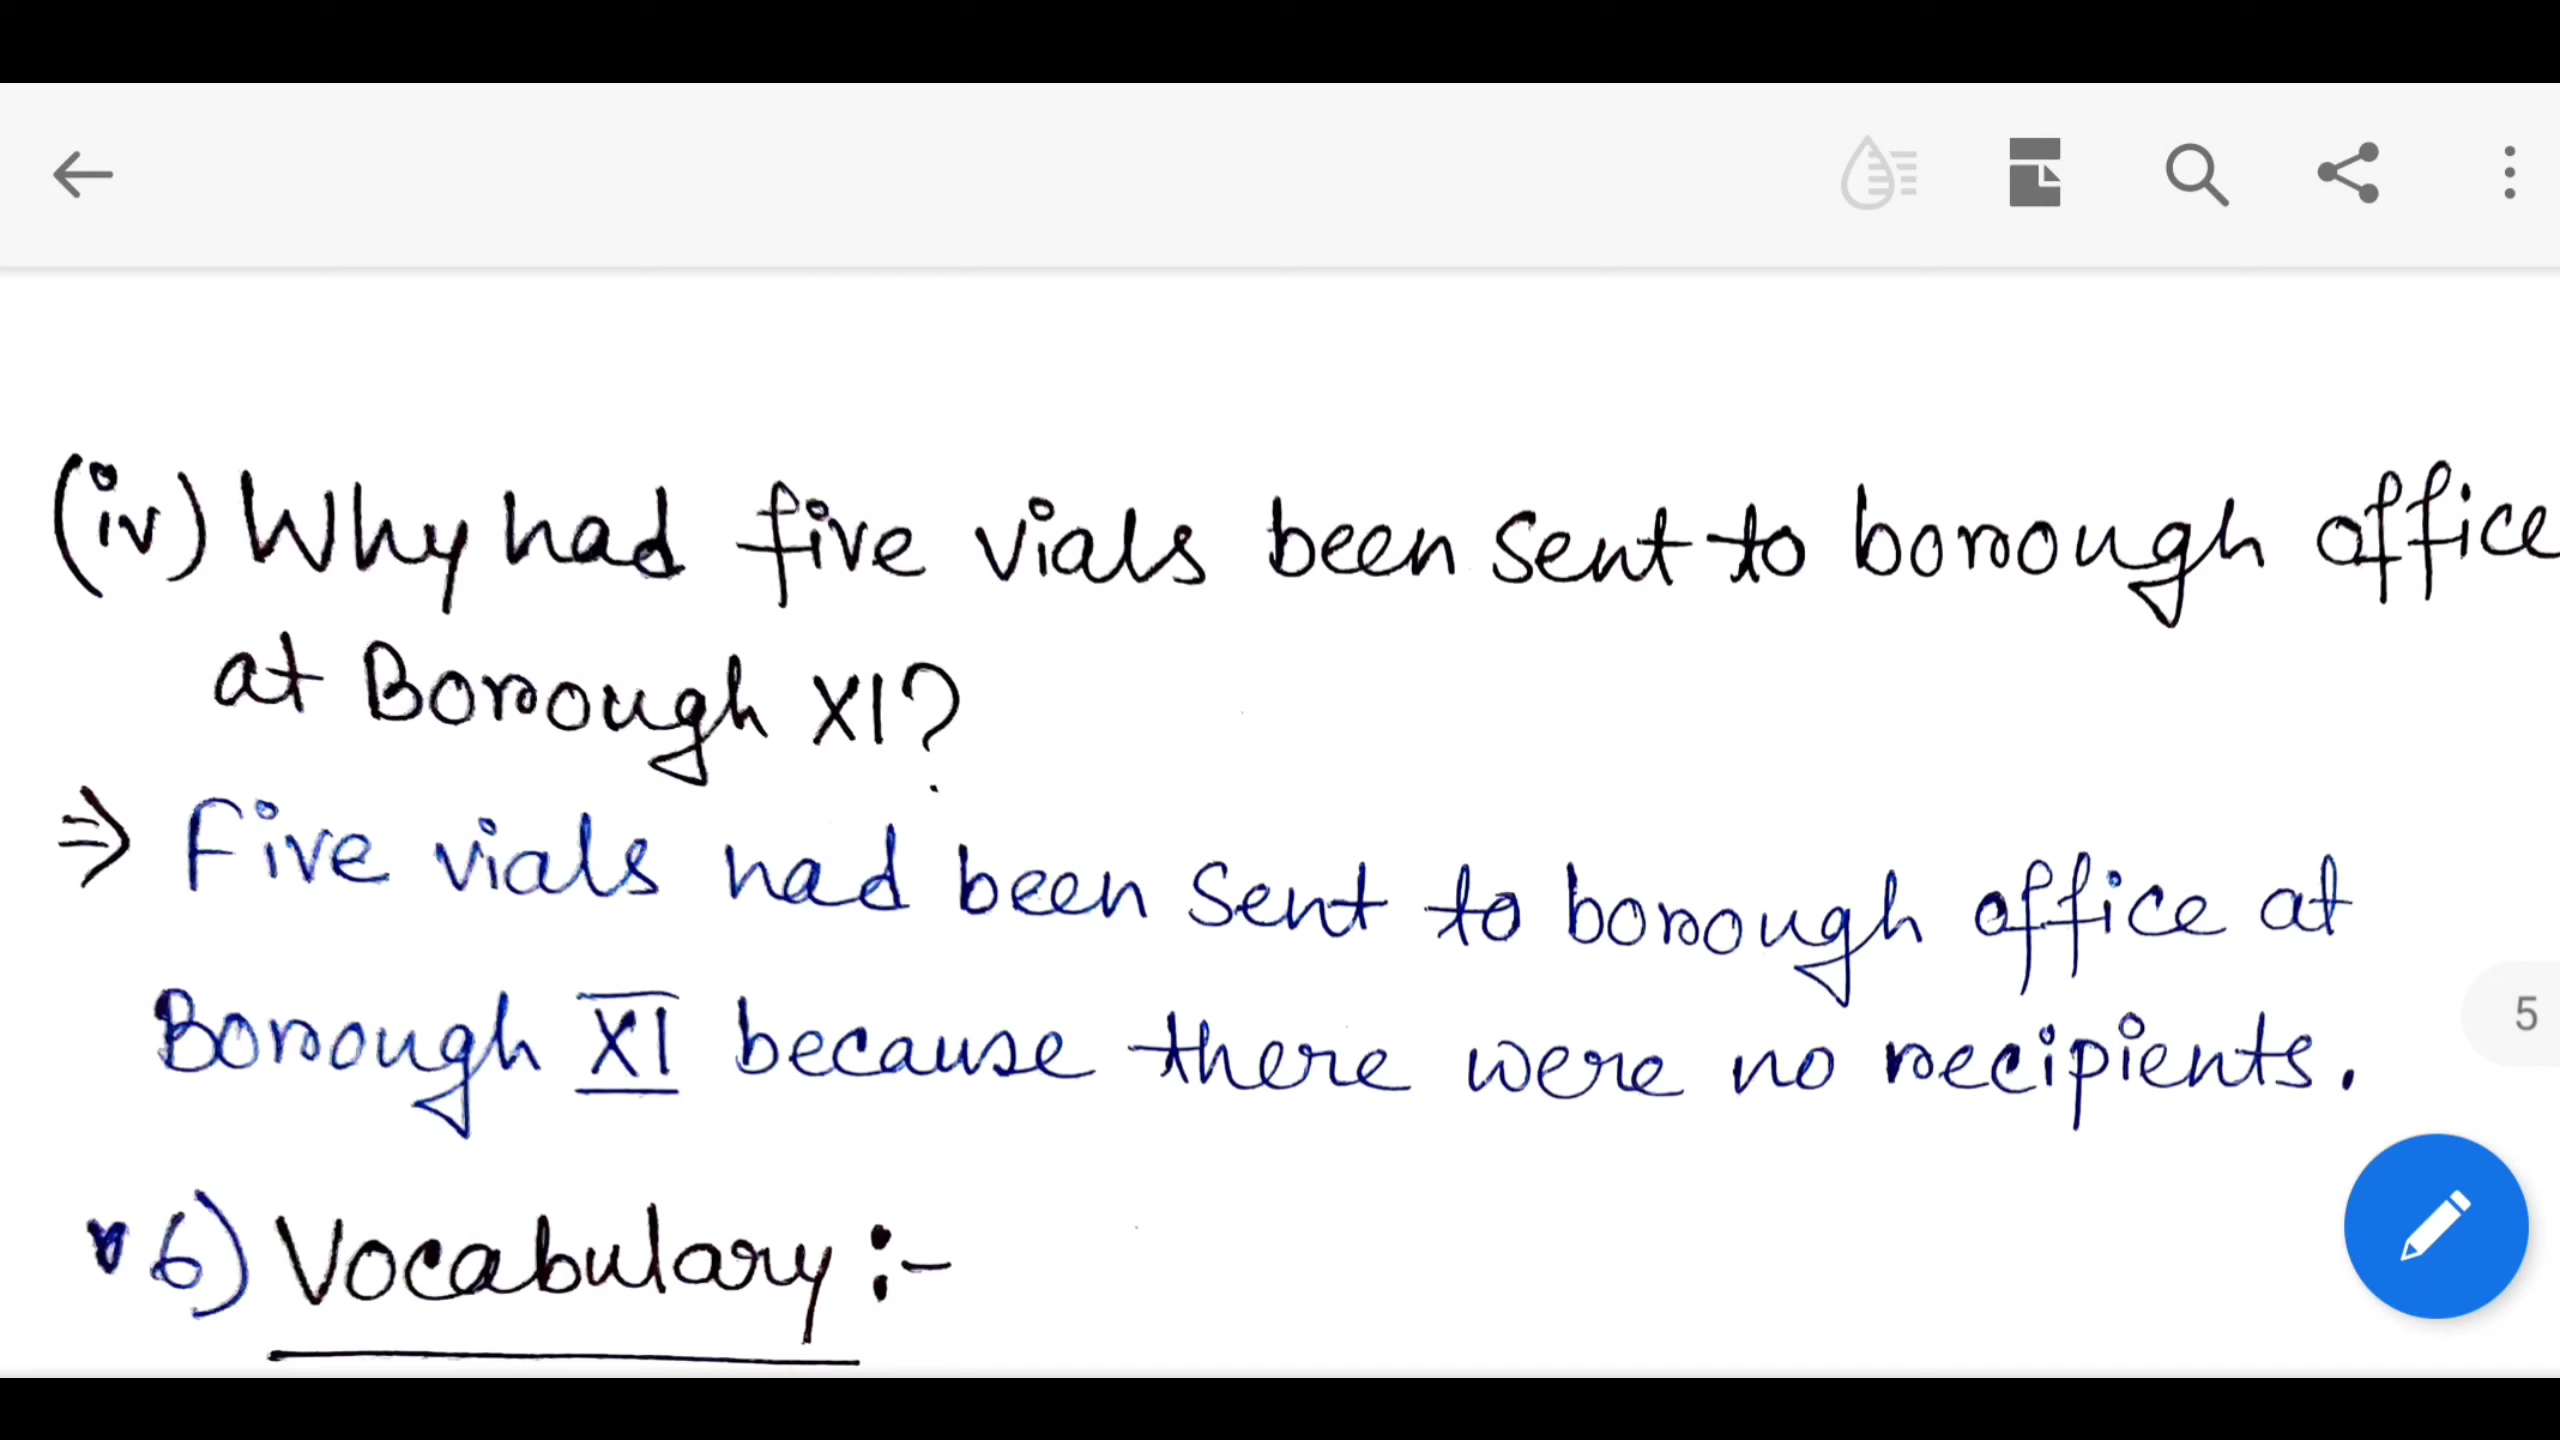 (iv) Why had five vials been sent to borough office
at Borough XI?
⇒ Five vials had been sent to borough office at
Borough XI because there were no recipients.
5
6) Vocabulary :-